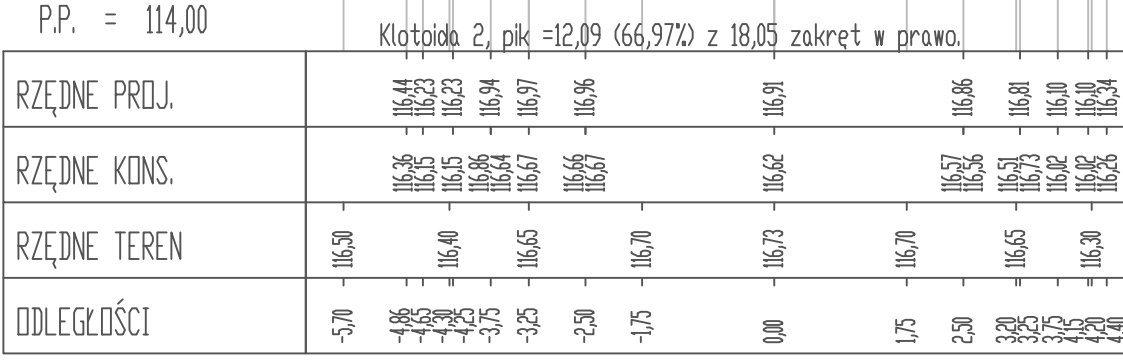 P.P. = 114,00
Klotoida 2, pik =12,09 (66,97%) z 18,05 zakręt w prawo.
RZĘDNE PROJ. 116,44 116,23 116,23 116,94 116,97 116,96 116,91 116,86 116,81 116,10 116,10 116,34
RZĘDNE KONS. 116,36 116,15 116,15 116,86 116,64 116,67 116,66 116,67 116,62 116,57 116,56 116,51 116,73 116,02 116,02 116,26
RZĘDNE TEREN 116,50 116,40 116,65 116,70 116,73 116,70 116,65 116,30
ODLEGŁOŚCI -5,70 -4,86 -4,65 -4,30 -4,25 -3,75 -3,25 -2,50 -1,75 0,00 1,75 2,50 3,20 3,25 3,75 4,15 4,20 4,40